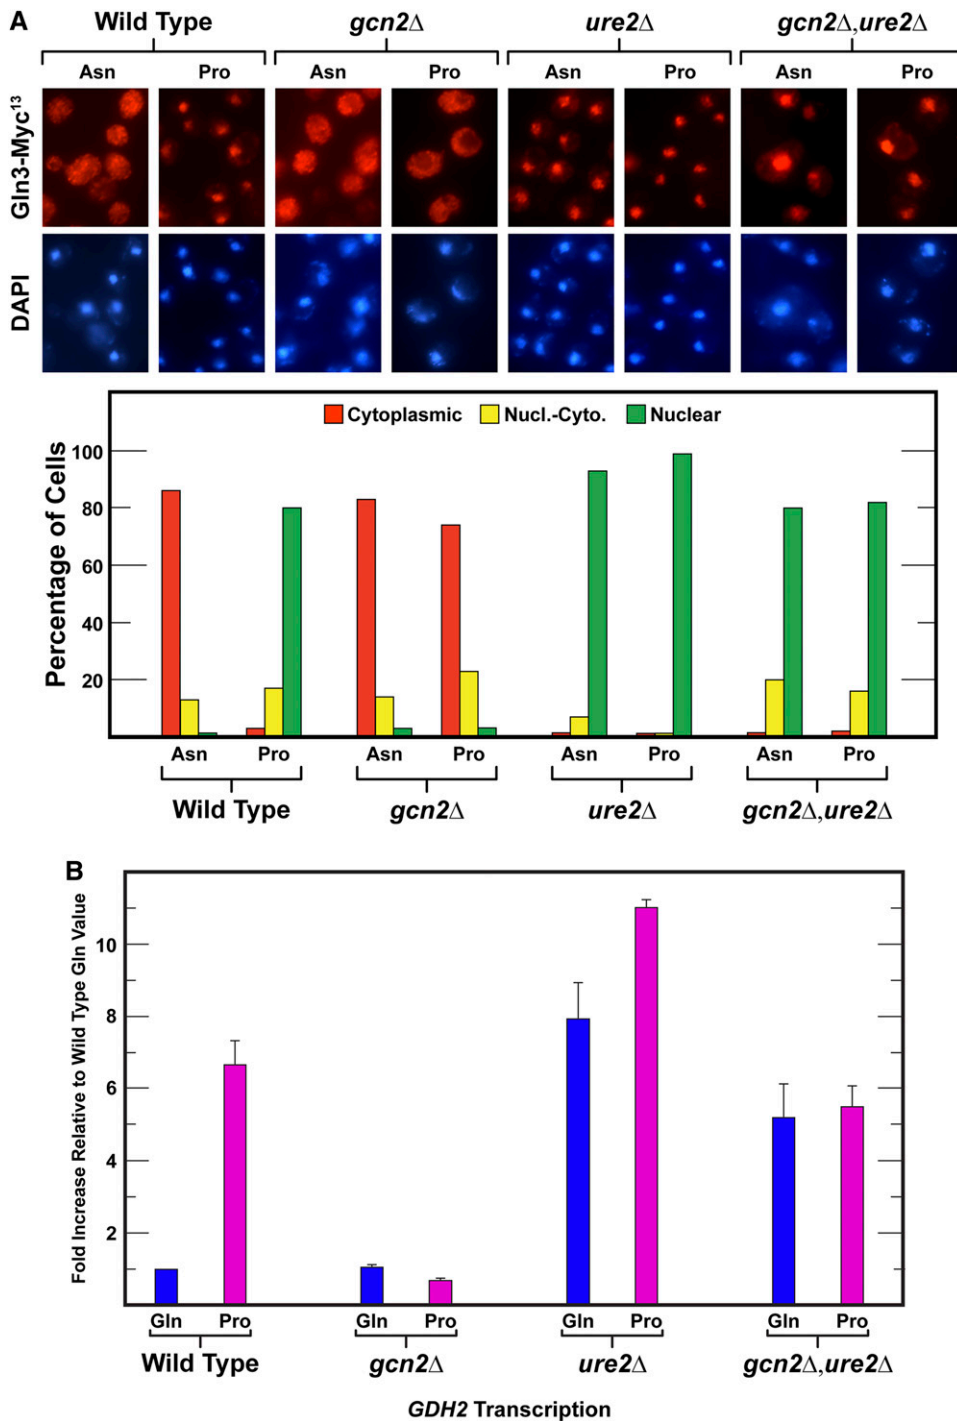 A
Wild Type gcn2Δ ure2Δ gcn2Δ,ure2Δ
Asn Pro Asn Pro Asn Pro Asn Pro
Gln3-Myc¹³
DAPI
Cytoplasmic Nucl.-Cyto. Nuclear
Percentage of Cells
100
80
60
40
20
Asn Pro Asn Pro Asn Pro Asn Pro
Wild Type gcn2Δ ure2Δ gcn2Δ,ure2Δ
B
Fold Increase Relative to Wild Type Gln Value
10
8
6
4
2
Gln Pro Gln Pro Gln Pro Gln Pro
Wild Type gcn2Δ ure2Δ gcn2Δ,ure2Δ
GDH2 Transcription